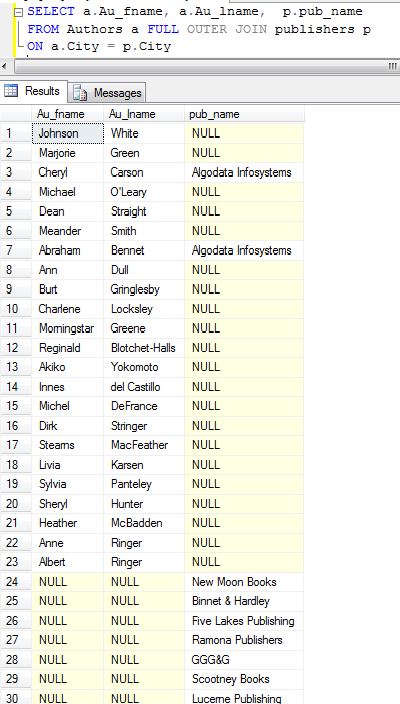 SELECT a.Au_fname, a.Au_lname, p.pub_name
FROM Authors a FULL OUTER JOIN publishers p
ON a.City = p.City
Results Messages
Au_fname Au_lname pub_name
1 Johnson White NULL
2 Marjorie Green NULL
3 Cheryl Carson Algodata Infosystems
4 Michael O'Leary NULL
5 Dean Straight NULL
6 Meander Smith NULL
7 Abraham Bennet Algodata Infosystems
8 Ann Dull NULL
9 Burt Gringlesby NULL
10 Charlene Locksley NULL
11 Morningstar Greene NULL
12 Reginald Blotchet-Halls NULL
13 Akiko Yokomoto NULL
14 Innes del Castillo NULL
15 Michel DeFrance NULL
16 Dirk Stringer NULL
17 Stearns MacFeather NULL
18 Livia Karsen NULL
19 Sylvia Panteley NULL
20 Sheryl Hunter NULL
21 Heather McBadden NULL
22 Anne Ringer NULL
23 Albert Ringer NULL
24 NULL NULL New Moon Books
25 NULL NULL Binnet & Hardley
26 NULL NULL Five Lakes Publishing
27 NULL NULL Ramona Publishers
28 NULL NULL GGG&G
29 NULL NULL Scootney Books
30 NULL NULL Lucerne Publishing